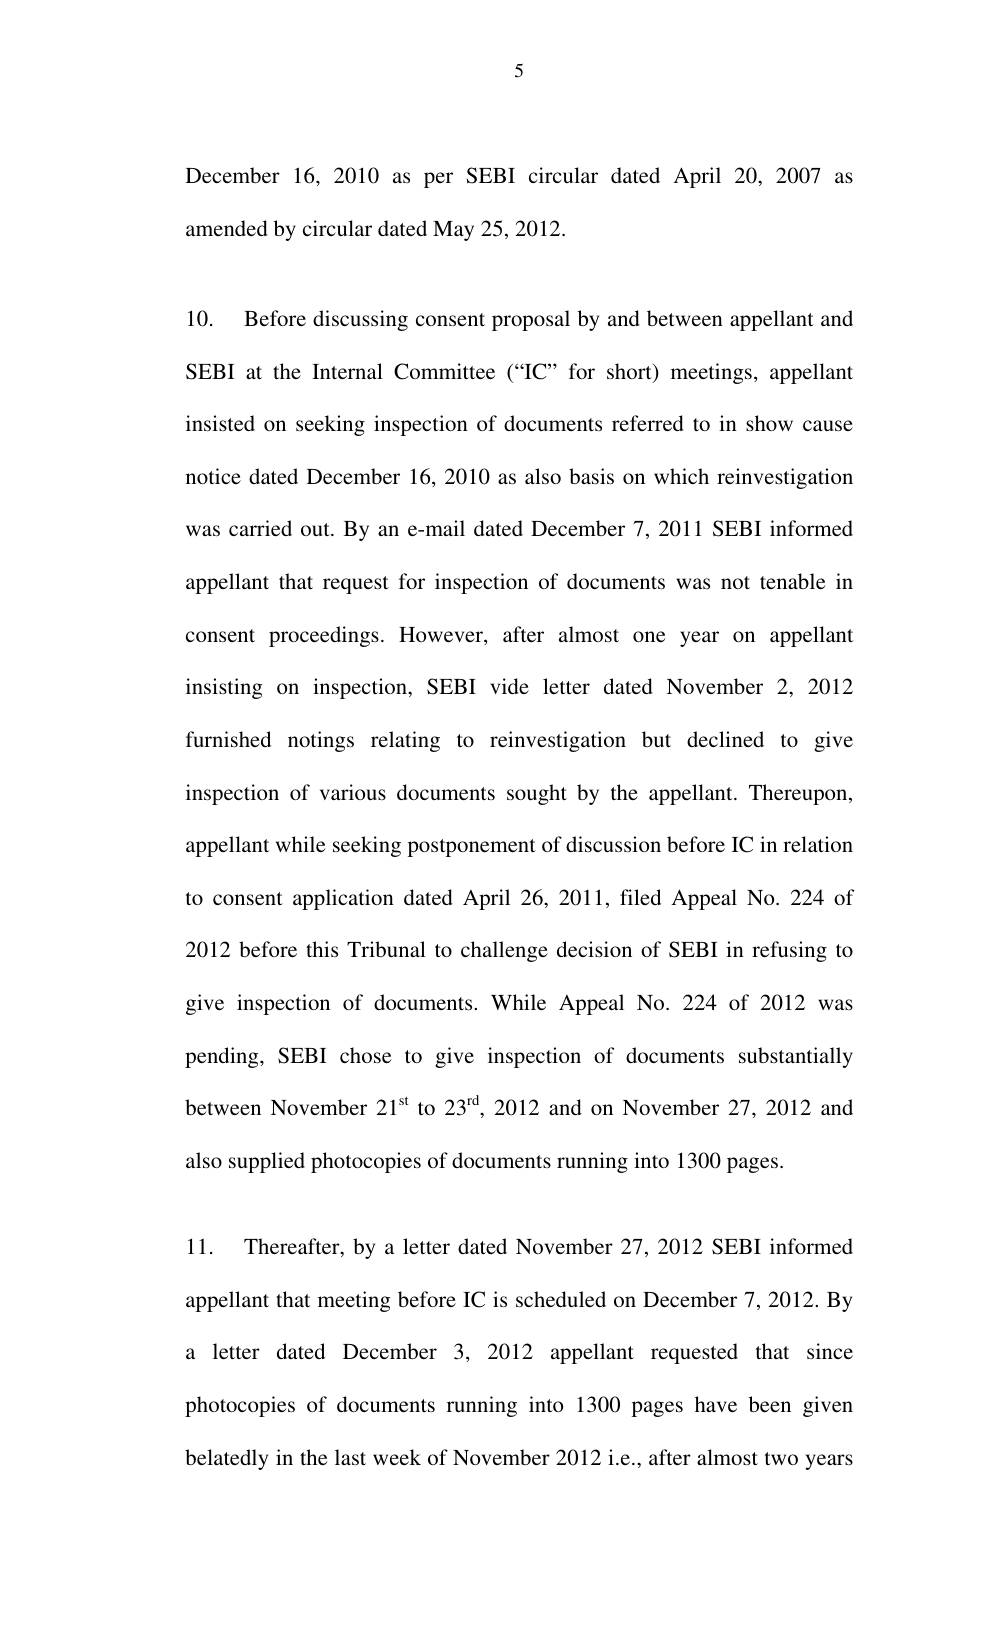 5
December 16, 2010 as per SEBI circular dated April 20, 2007 as
amended by circular dated May 25, 2012.
10. Before discussing consent proposal by and between appellant and
SEBI at the Internal Committee (“IC” for short) meetings, appellant
insisted on seeking inspection of documents referred to in show cause
notice dated December 16, 2010 as also basis on which reinvestigation
was carried out. By an e-mail dated December 7, 2011 SEBI informed
appellant that request for inspection of documents was not tenable in
consent proceedings. However, after almost one year on appellant
insisting on inspection, SEBI vide letter dated November 2, 2012
furnished notings relating to reinvestigation but declined to give
inspection of various documents sought by the appellant. Thereupon,
appellant while seeking postponement of discussion before IC in relation
to consent application dated April 26, 2011, filed Appeal No. 224 of
2012 before this Tribunal to challenge decision of SEBI in refusing to
give inspection of documents. While Appeal No. 224 of 2012 was
pending, SEBI chose to give inspection of documents substantially
between November 21st to 23rd, 2012 and on November 27, 2012 and
also supplied photocopies of documents running into 1300 pages.
11. Thereafter, by a letter dated November 27, 2012 SEBI informed
appellant that meeting before IC is scheduled on December 7, 2012. By
a letter dated December 3, 2012 appellant requested that since
photocopies of documents running into 1300 pages have been given
belatedly in the last week of November 2012 i.e., after almost two years